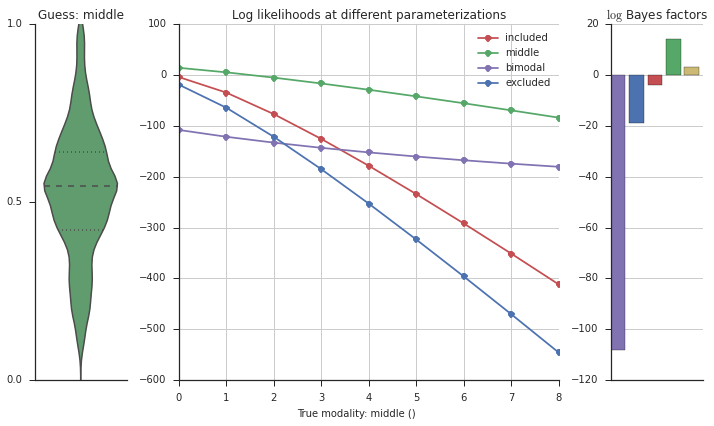 Guess: middle
1.0
0.5
0.0
Log likelihoods at different parameterizations
100
0
−100
−200
−300
−400
−500
−600
0 1 2 3 4 5 6 7 8
True modality: middle ()
included
middle
bimodal
excluded
log Bayes factors
20
0
−20
−40
−60
−80
−100
−120